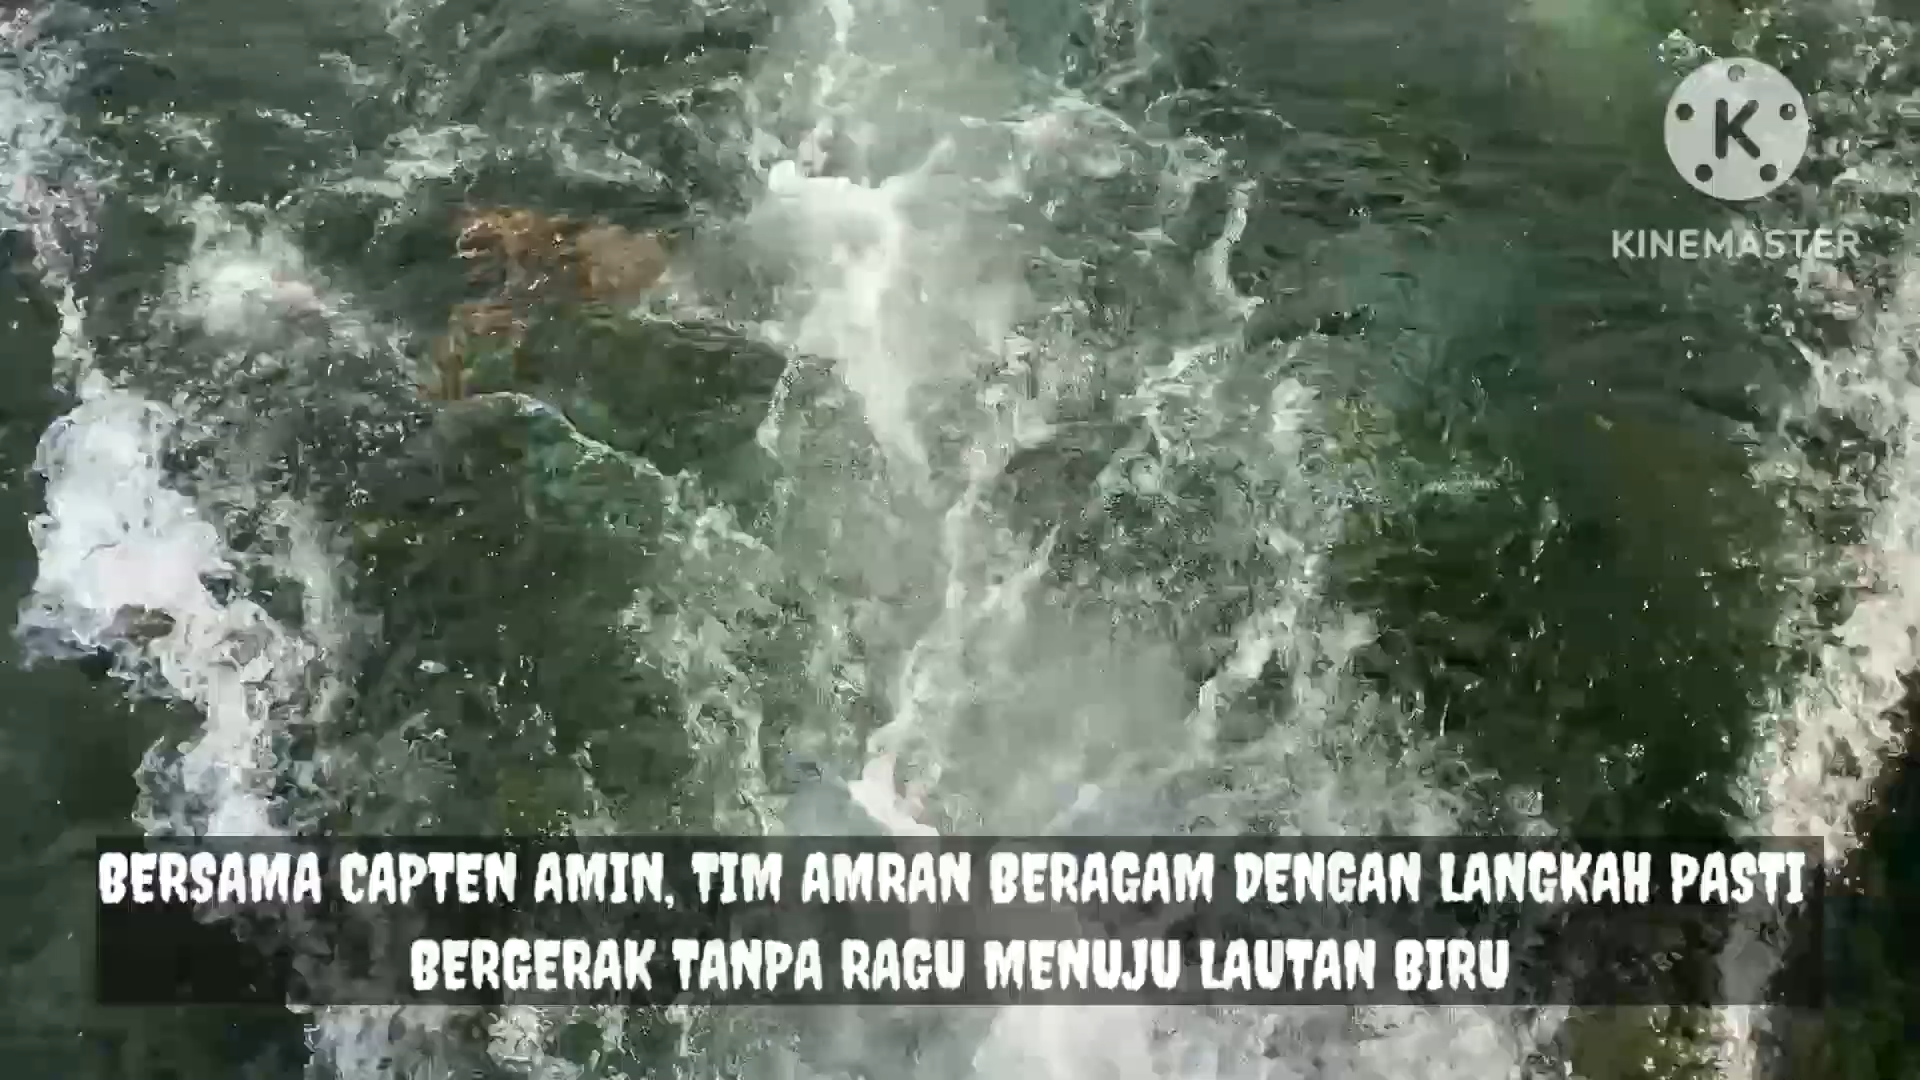 K
KINEMASTER
BERSAMA CAPTEN AMIN, TIM AMRAN BERAGAM DENGAN LANGKAH PASTI
BERGERAK TANPA RAGU MENUJU LAUTAN BIRU